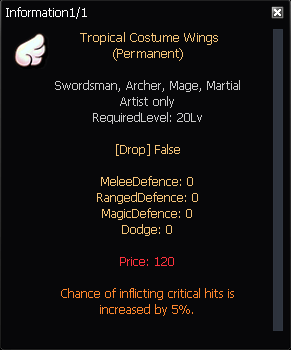 Information1/1
Tropical Costume Wings
(Permanent)
Swordsman, Archer, Mage, Martial
Artist only
RequiredLevel: 20Lv
[Drop] False
MeleeDefence: 0
RangedDefence: 0
MagicDefence: 0
Dodge: 0
Price: 120
Chance of inflicting critical hits is
increased by 5%.